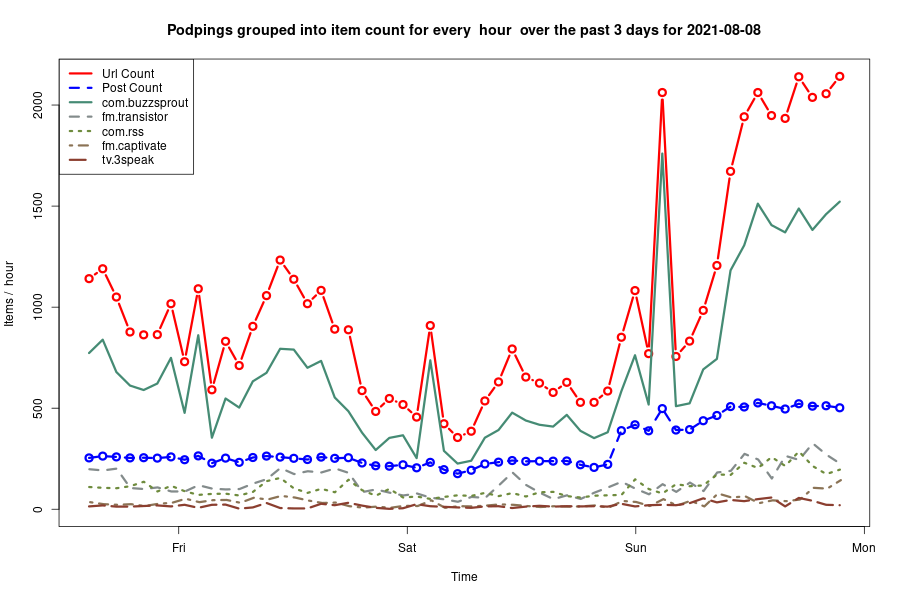 Podpings grouped into item count for every  hour  over the past 3 days for 2021-08-08
Url Count
Post Count
com.buzzsprout
fm.transistor
com.rss
fm.captivate
tv.3speak
Items /  hour
2000
1500
1000
500
0
Fri
Sat
Sun
Mon
Time